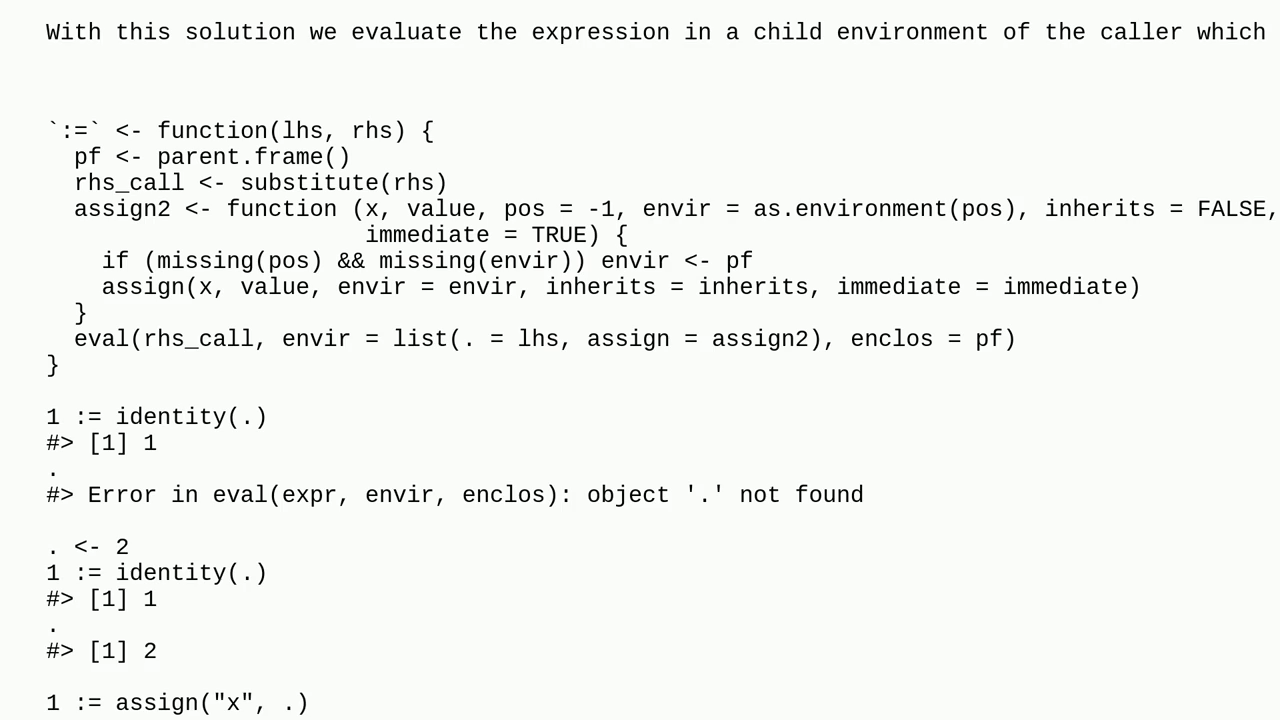 With this solution we evaluate the expression in a child environment of the caller which
`:=` <- function(lhs, rhs) {
  pf <- parent.frame()
  rhs_call <- substitute(rhs)
  assign2 <- function (x, value, pos = -1, envir = as.environment(pos), inherits = FALSE,
                       immediate = TRUE) {
    if (missing(pos) && missing(envir)) envir <- pf
    assign(x, value, envir = envir, inherits = inherits, immediate = immediate)
  }
  eval(rhs_call, envir = list(. = lhs, assign = assign2), enclos = pf)
}
1 := identity(.)
#> [1] 1
.
#> Error in eval(expr, envir, enclos): object '.' not found
. <- 2
1 := identity(.)
#> [1] 1
.
#> [1] 2
1 := assign("x", .)